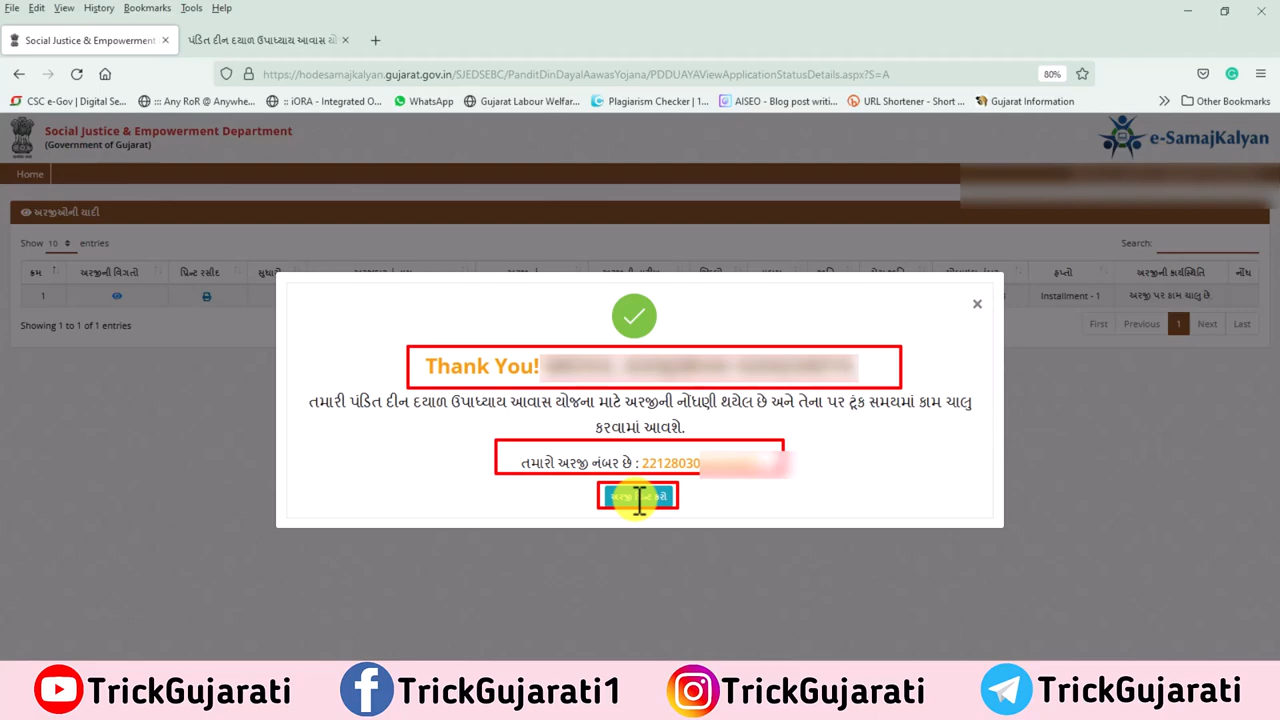 File Edit View History Bookmarks Tools Help
Social Justice & Empowerment
પંડિત દીન દયાળ ઉપાધ્યાય આવાસ યો
https://hodesamajkalyan.gujarat.gov.in/SJEDSEBC/PanditDinDayalAawasYojana/PDDUAYAViewApplicationStatusDetails.aspx?S=A
80%
CSC e-Gov | Digital Se... ::: Any RoR @ Anywhe... :: iORA - Integrated O... WhatsApp Gujarat Labour Welfar... Plagiarism Checker | 1... AISEO - Blog post writi... URL Shortener - Short ... Gujarat Information Other Bookmarks
Social Justice & Empowerment Department
(Government of Gujarat)
e-SamajKalyan
Home
અરજીઓની યાદી
Show 10 entries
Search:
ક્રમ અરજીની વિગતો પ્રિન્ટ રસીદ સુધારો હપ્તો અરજીની કાર્યસ્થિતિ નોંધ
1 Installment - 1 અરજી પર કામ ચાલુ છે.
Showing 1 to 1 of 1 entries
First Previous 1 Next Last
Thank You!
તમારી પંડિત દીન દયાળ ઉપાધ્યાય આવાસ યોજના માટે અરજીની નોંધણી થયેલ છે અને તેના પર ટૂંક સમયમાં કામ ચાલુ
કરવામાં આવશે.
તમારો અરજી નંબર છે : 22128030
TrickGujarati TrickGujarati1 TrickGujarati TrickGujarati